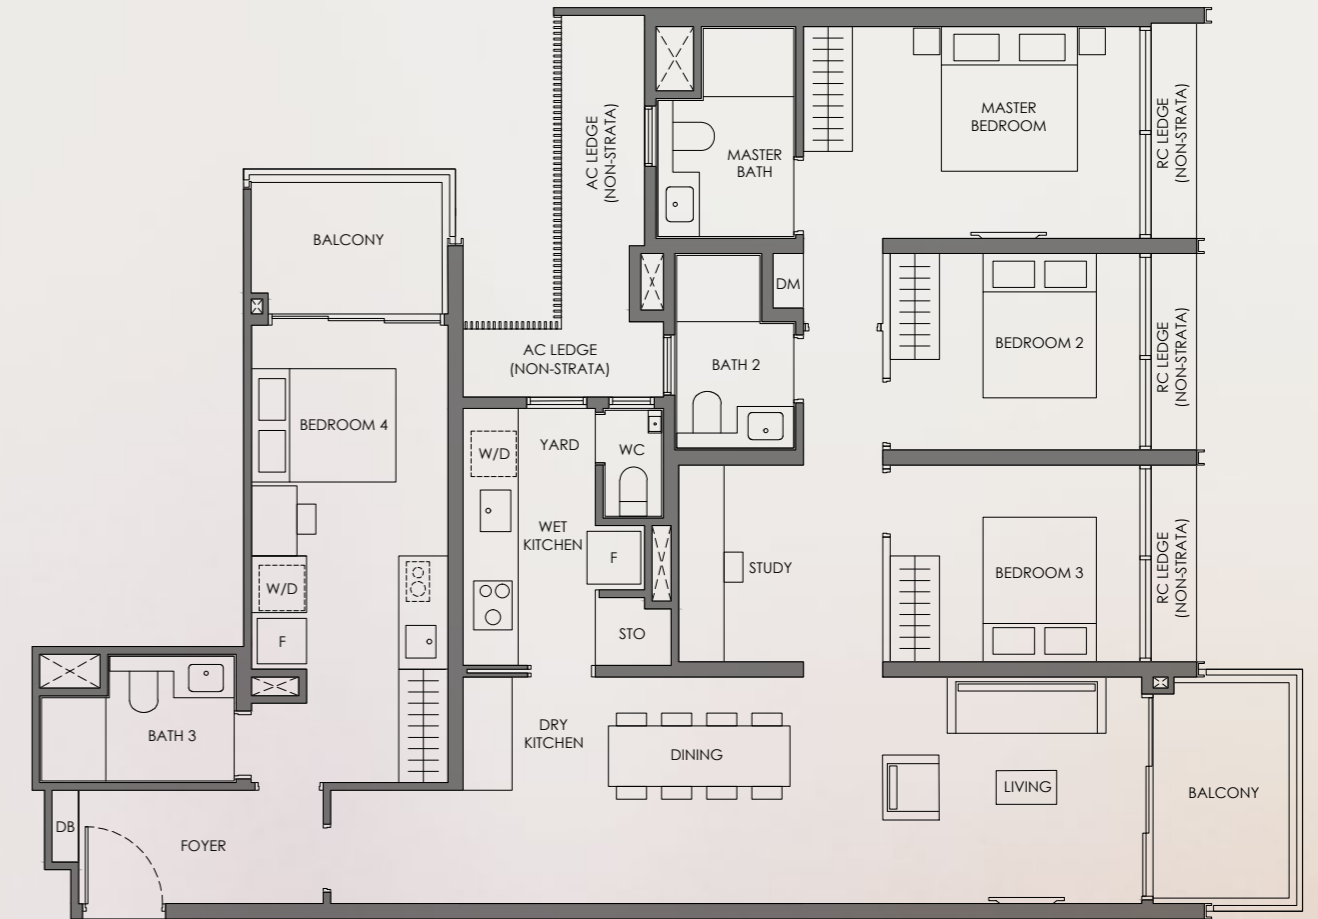 MASTER
BEDROOM
RC LEDGE
(NON-STRATA)
AC LEDGE
(NON-STRATA)
MASTER
BATH
BALCONY
DM
BEDROOM 2
RC LEDGE
(NON-STRATA)
AC LEDGE
(NON-STRATA)
BATH 2
BEDROOM 4
W/D
YARD
WC
WET
KITCHEN
F
STUDY
BEDROOM 3
RC LEDGE
(NON-STRATA)
W/D
F
STO
BATH 3
DRY
KITCHEN
DINING
LIVING
BALCONY
DB
FOYER